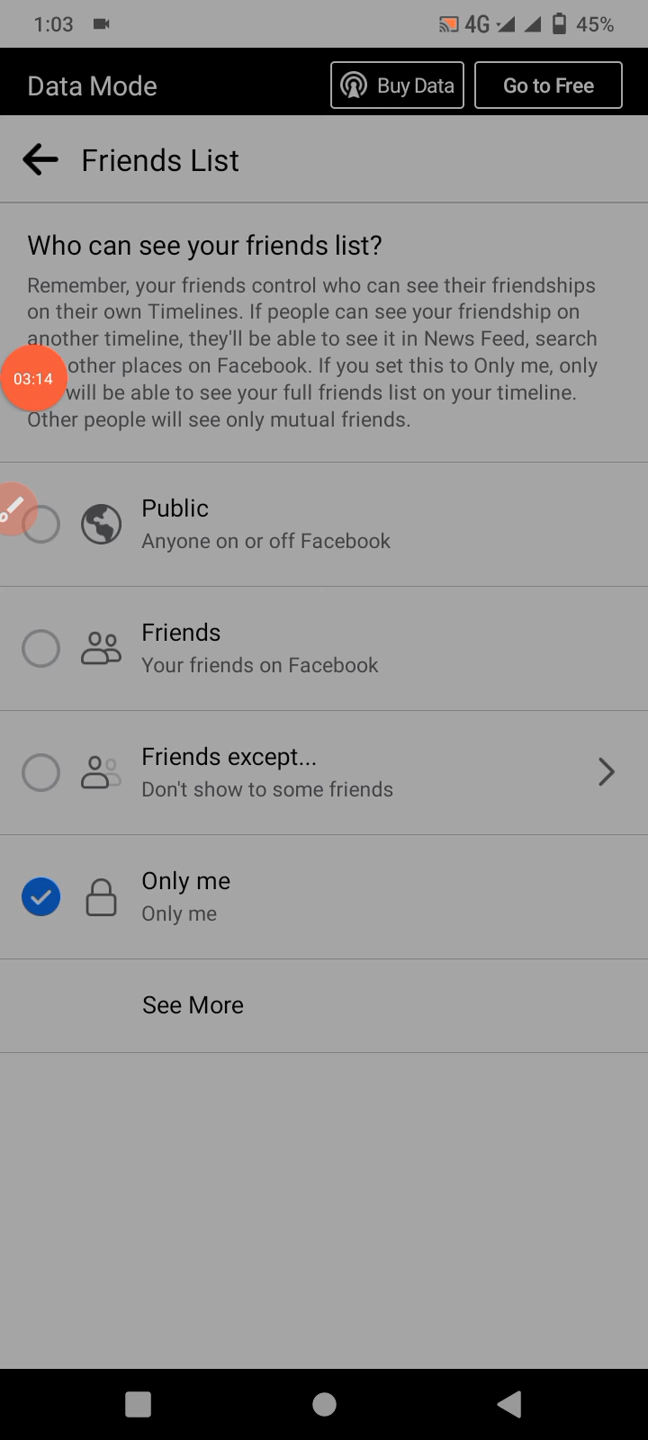 1:03 4G 45%
Data Mode Buy Data Go to Free
Friends List
Who can see your friends list?
Remember, your friends control who can see their friendships
on their own Timelines. If people can see your friendship on
another timeline, they'll be able to see it in News Feed, search
other places on Facebook. If you set this to Only me, only
03:14
will be able to see your full friends list on your timeline.
Other people will see only mutual friends.
Public
Anyone on or off Facebook
Friends
Your friends on Facebook
Friends except...
Don't show to some friends
Only me
Only me
See More